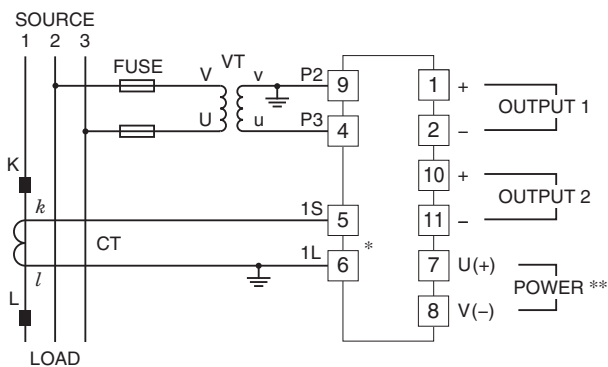 SOURCE
1 2 3
FUSE
VT
V v P2 9
U u P3 4
K
k 1S 5
CT
l 1L 6 *
L
LOAD
1 +
OUTPUT 1
2 –
10 +
OUTPUT 2
11 –
7 U(+)
POWER **
8 V(–)